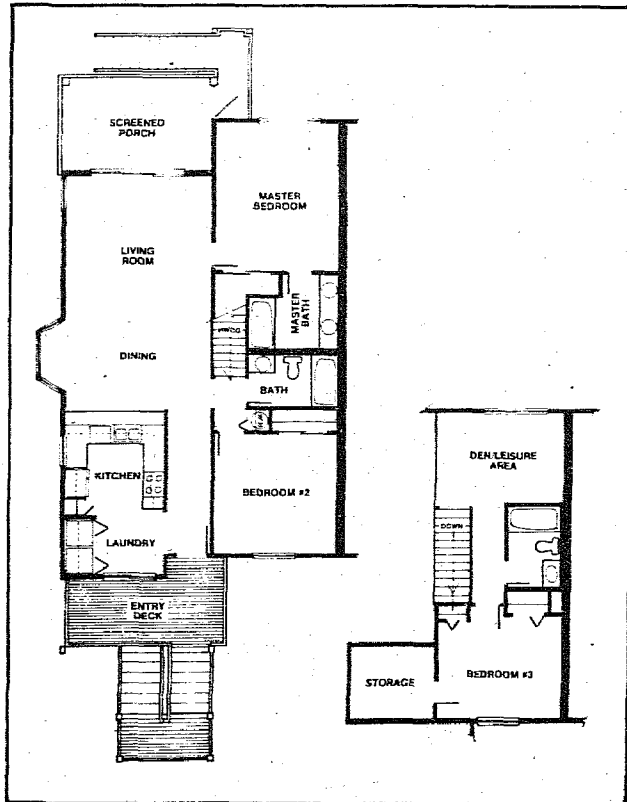 SCREENED
PORCH
MASTER
BEDROOM
LIVING
ROOM
MASTER
BATH
DINING
BATH
KITCHEN
BEDROOM #2
LAUNDRY
ENTRY
DECK
DEN/LEISURE
AREA
DOWN
STORAGE
BEDROOM #3